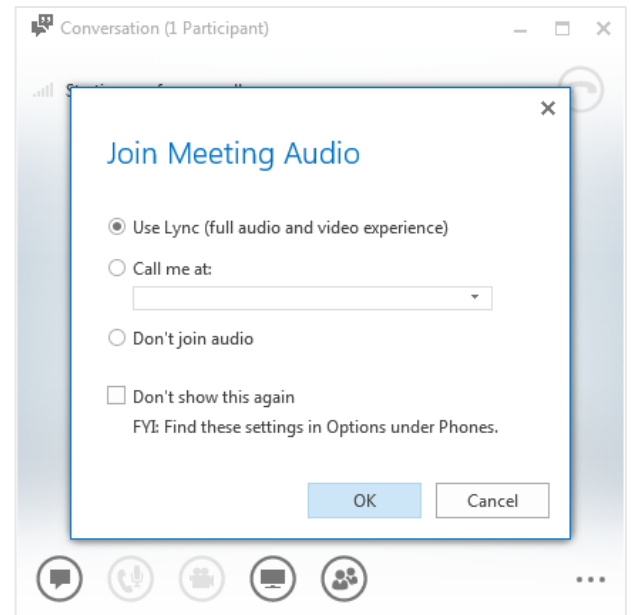 Conversation (1 Participant)
Join Meeting Audio
Use Lync (full audio and video experience)
Call me at:
Don't join audio
Don't show this again
FYI: Find these settings in Options under Phones.
OK
Cancel